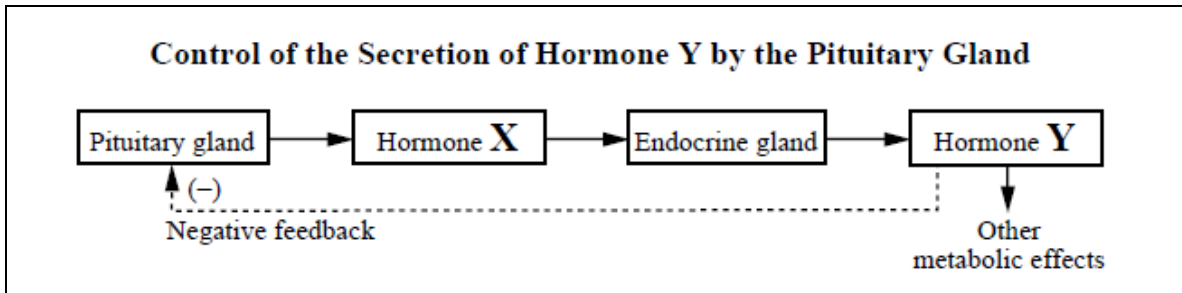 Control of the Secretion of Hormone Y by the Pituitary Gland
Pituitary gland
Hormone X
Endocrine gland
Hormone Y
(–)
Negative feedback
Other
metabolic effects